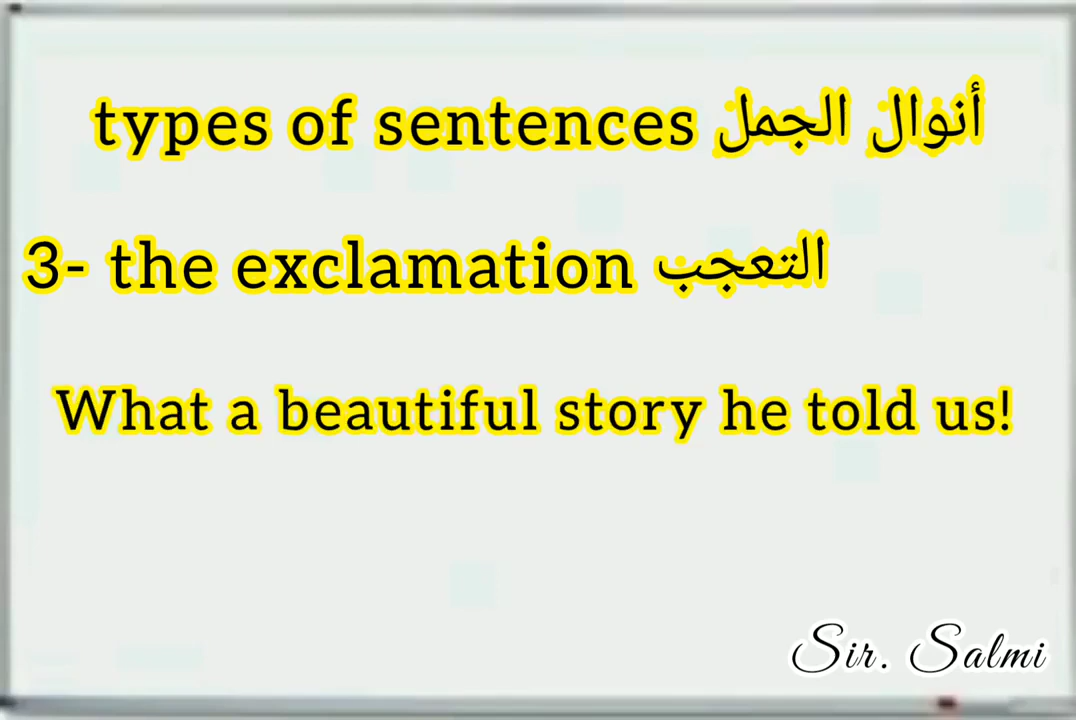 types of sentences أنوال الجمل
3- the exclamation التعجب
What a beautiful story he told us!
Sir. Salmi